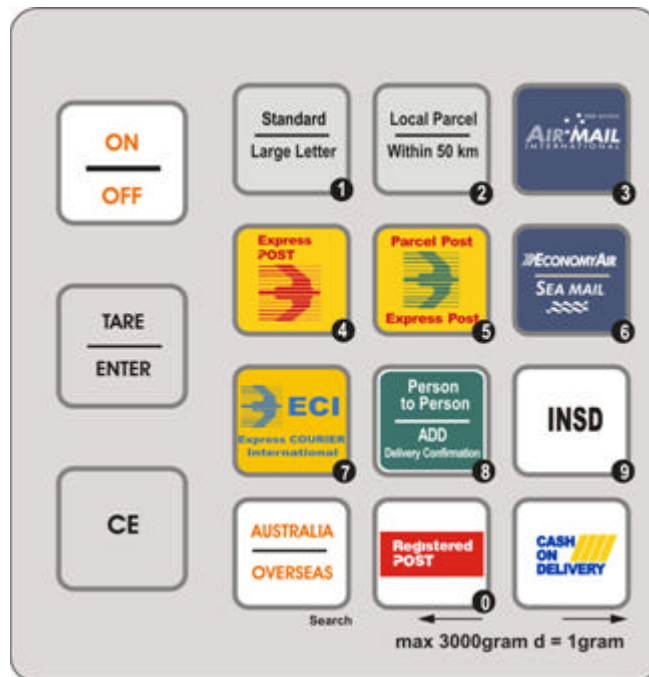 ON
OFF
Standard
Large Letter
1
Local Parcel
Within 50 km
2
AIR MAIL
INTERNATIONAL
3
Express
POST
4
Parcel Post
Express Post
5
ECONOMY AIR
SEA MAIL
6
TARE
ENTER
ECI
Express COURIER
International
7
Person
to Person
ADD
Delivery Confirmation
8
INSD
9
CE
AUSTRALIA
OVERSEAS
Search
Registered
POST
0
CASH
ON
DELIVERY
max 3000gram d = 1gram